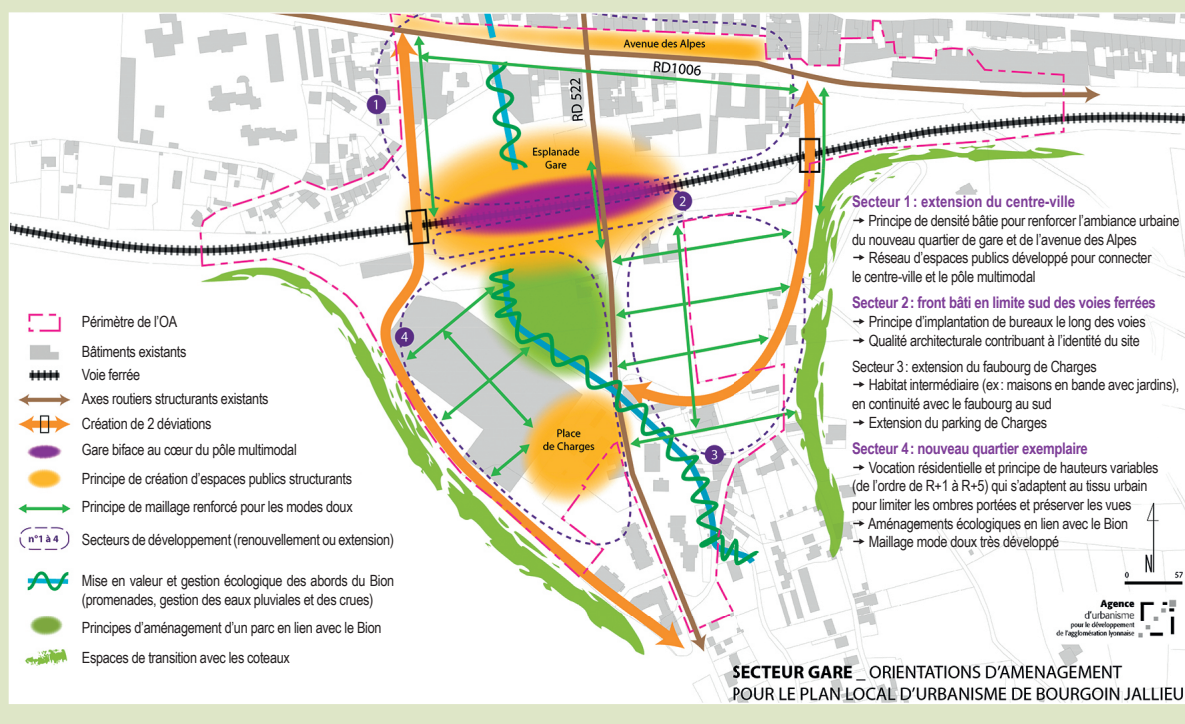 Avenue des Alpes
RD1006
RD 522
1
Esplanade
Gare
2
Secteur 1 : extension du centre-ville
→ Principe de densité bâtie pour renforcer l'ambiance urbaine
du nouveau quartier de gare et de l'avenue des Alpes
→ Réseau d'espaces publics développé pour connecter
le centre-ville et le pôle multimodal
Secteur 2 : front bâti en limite sud des voies ferrées
→ Principe d'implantation de bureaux le long des voies
→ Qualité architecturale contribuant à l'identité du site
Secteur 3 : extension du faubourg de Charges
→ Habitat intermédiaire (ex : maisons en bande avec jardins),
en continuité avec le faubourg au sud
→ Extension du parking de Charges
Secteur 4 : nouveau quartier exemplaire
→ Vocation résidentielle et principe de hauteurs variables
(de l'ordre de R+1 à R+5) qui s'adaptent au tissu urbain
pour limiter les ombres portées et préserver les vues
→ Aménagements écologiques en lien avec le Bion
→ Maillage mode doux très développé
4
Place
de Charges
3
Périmètre de l'OA
Bâtiments existants
Voie ferrée
Axes routiers structurants existants
Création de 2 déviations
Gare biface au cœur du pôle multimodal
Principe de création d'espaces publics structurants
Principe de maillage renforcé pour les modes doux
n°1 à 4
Secteurs de développement (renouvellement ou extension)
Mise en valeur et gestion écologique des abords du Bion
(promenades, gestion des eaux pluviales et des crues)
Principes d'aménagement d'un parc en lien avec le Bion
Espaces de transition avec les coteaux
N
0 57
Agence
d'urbanisme
pour le développement
de l'agglomération lyonnaise
SECTEUR GARE _ ORIENTATIONS D'AMENAGEMENT
POUR LE PLAN LOCAL D'URBANISME DE BOURGOIN JALLIEU